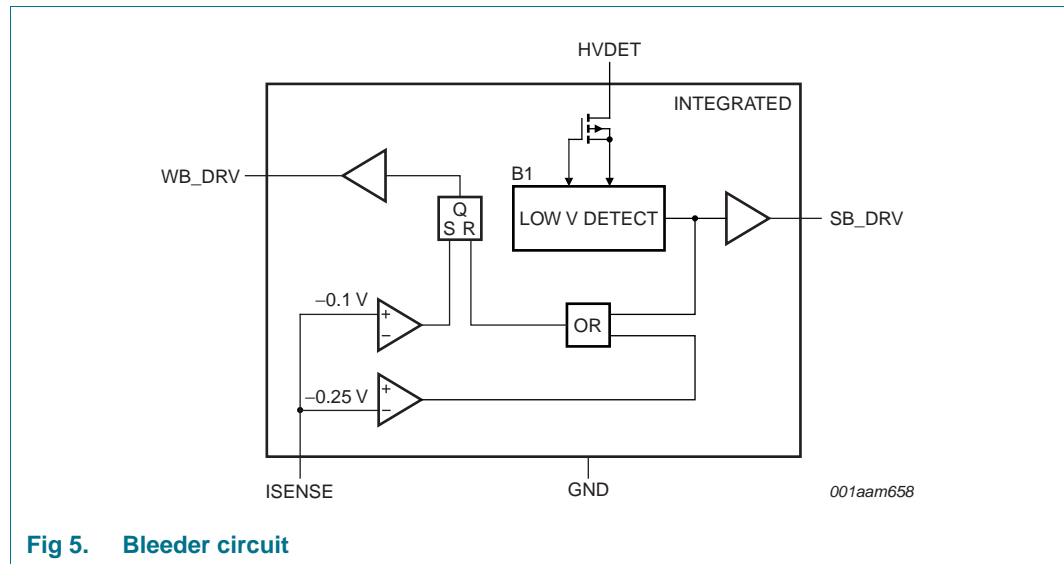 HVDET
INTEGRATED
WB_DRV
B1
Q
S R
LOW V DETECT
SB_DRV
−0.1 V
+
−
OR
−0.25 V
+
−
ISENSE
GND
001aam658
Fig 5. Bleeder circuit